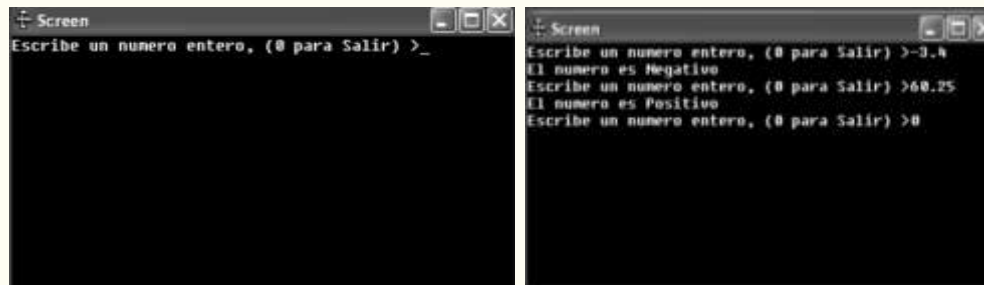 Screen
Escribe un numero entero, (0 para Salir) >_
Screen
Escribe un numero entero, (0 para Salir) >-3.4
El numero es Negativo
Escribe un numero entero, (0 para Salir) >60.25
El numero es Positivo
Escribe un numero entero, (0 para Salir) >0